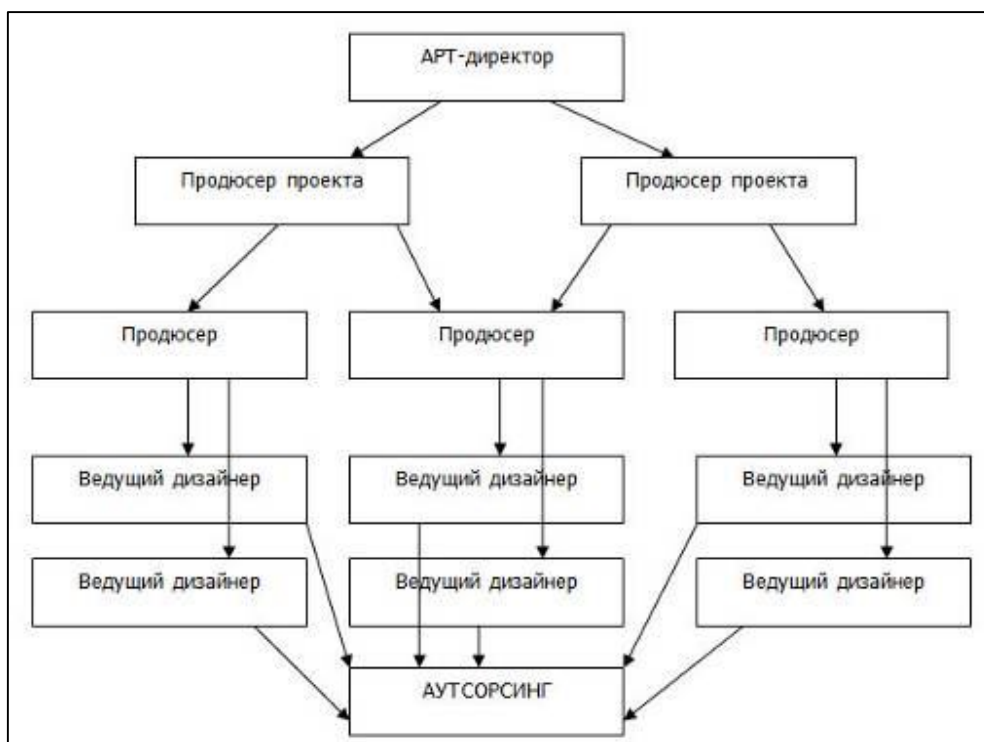 АРТ-директор
Продюсер проекта
Продюсер проекта
Продюсер
Продюсер
Продюсер
Ведущий дизайнер
Ведущий дизайнер
Ведущий дизайнер
Ведущий дизайнер
Ведущий дизайнер
Ведущий дизайнер
АУТСОРСИНГ